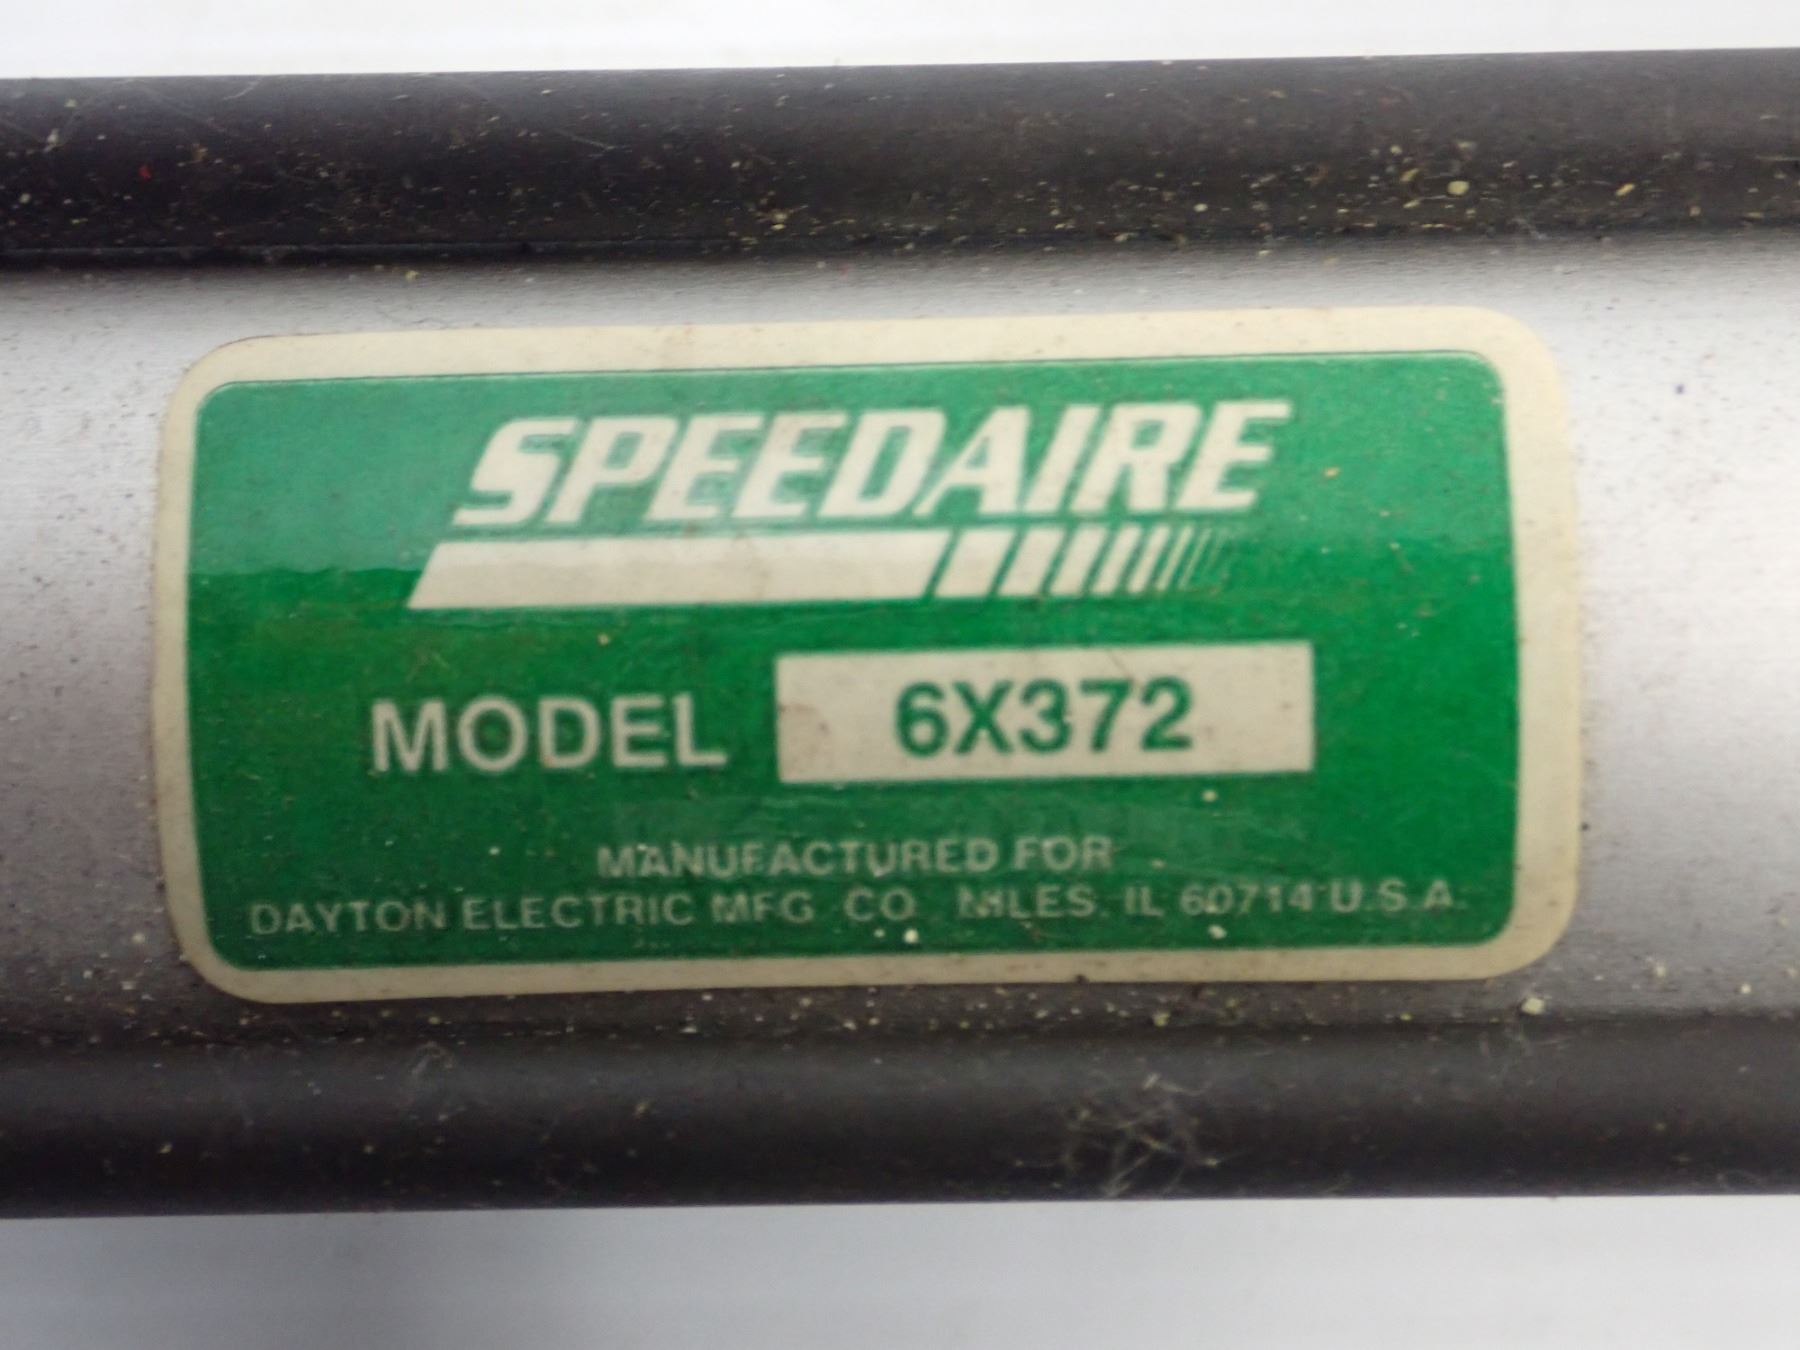 SPEEDAIRE
MODEL 6X372
MANUFACTURED FOR
DAYTON ELECTRIC MFG CO NILES, IL 60714 U.S.A.